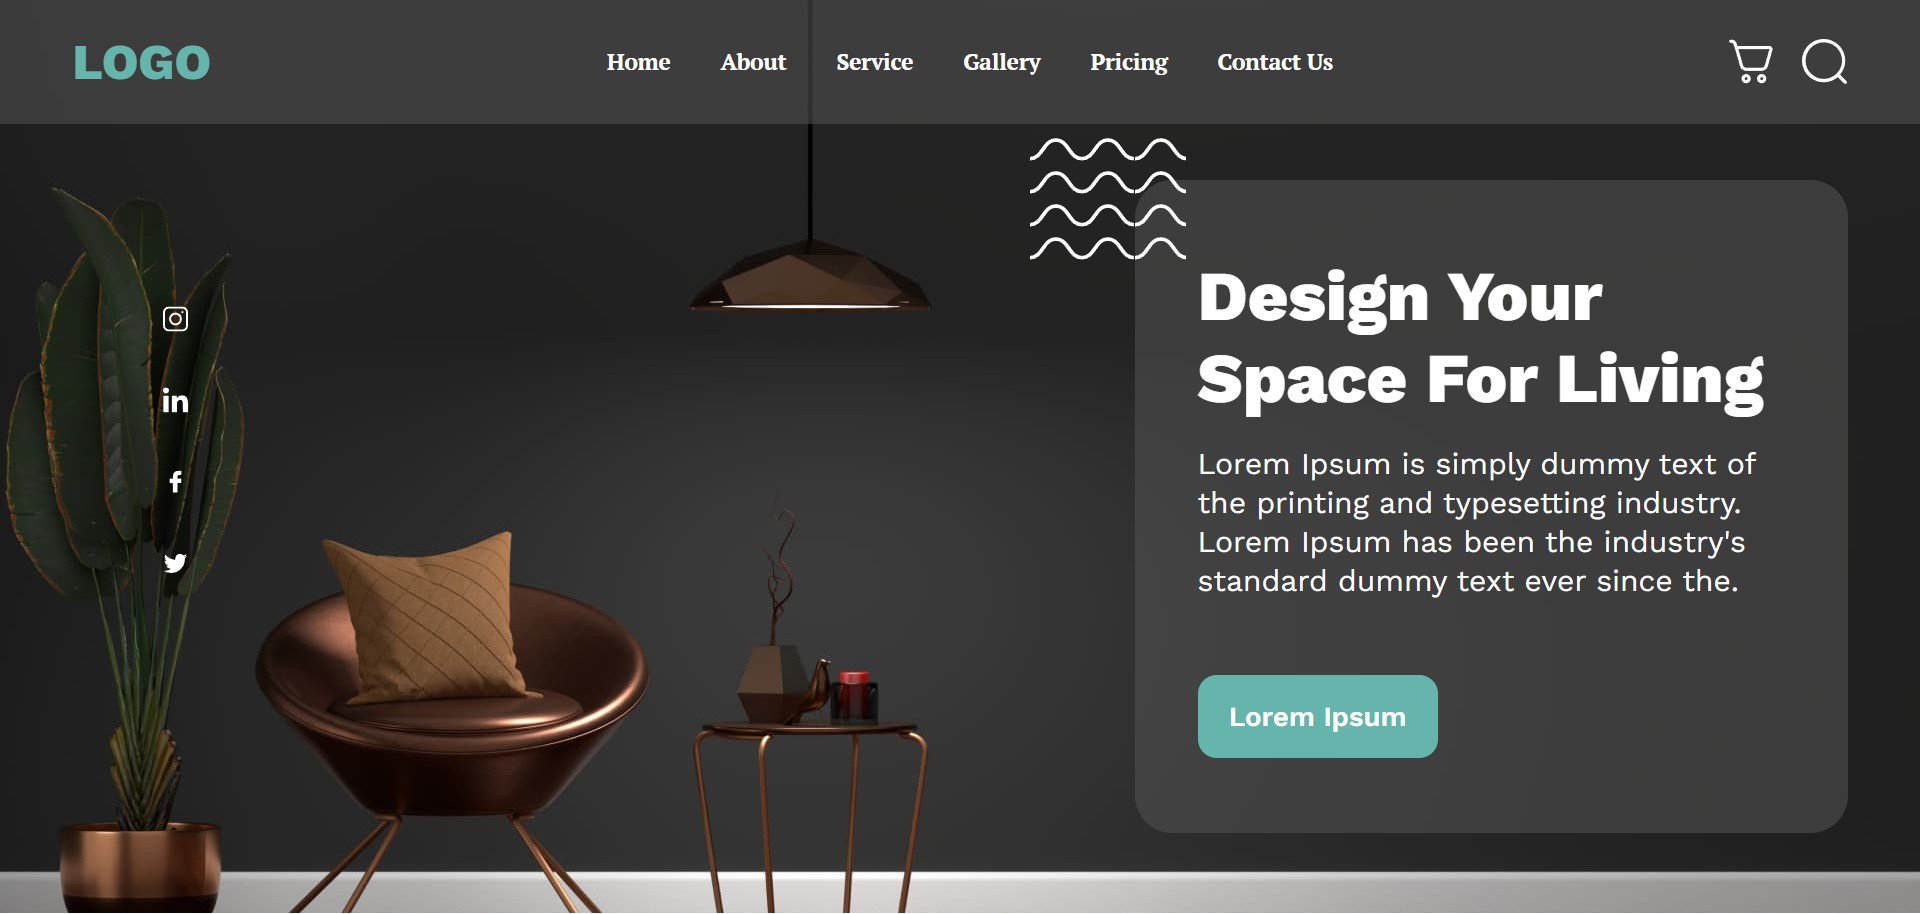 LOGO
Home About Service Gallery Pricing Contact Us
Design Your
Space For Living
Lorem Ipsum is simply dummy text of
the printing and typesetting industry.
Lorem Ipsum has been the industry's
standard dummy text ever since the.
Lorem Ipsum